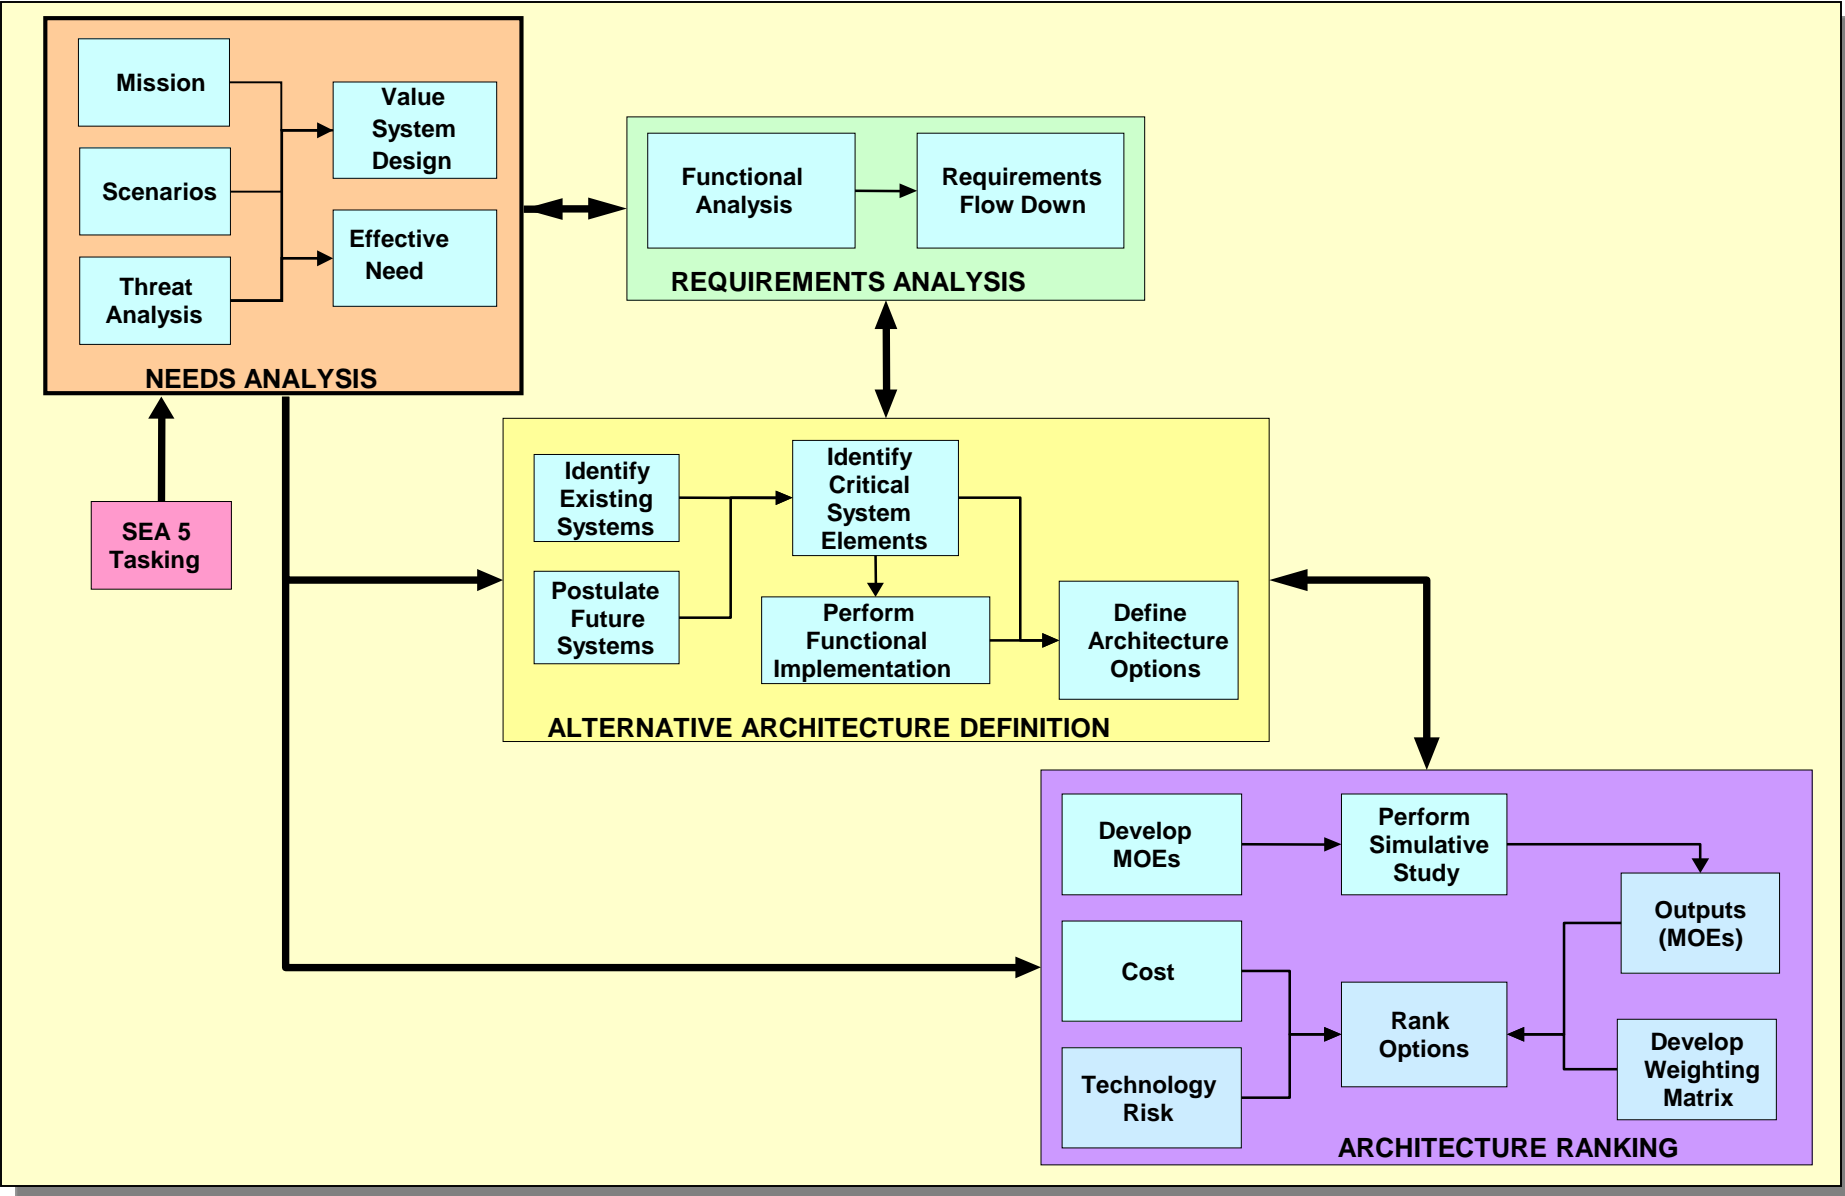 Mission
Scenarios
Threat
Analysis
Value
System
Design
Effective
Need
NEEDS ANALYSIS
SEA 5
Tasking
Functional
Analysis
Requirements
Flow Down
REQUIREMENTS ANALYSIS
Identify
Existing
Systems
Postulate
Future
Systems
Identify
Critical
System
Elements
Perform
Functional
Implementation
Define
Architecture
Options
ALTERNATIVE ARCHITECTURE DEFINITION
Develop
MOEs
Perform
Simulative
Study
Outputs
(MOEs)
Cost
Technology
Risk
Rank
Options
Develop
Weighting
Matrix
ARCHITECTURE RANKING